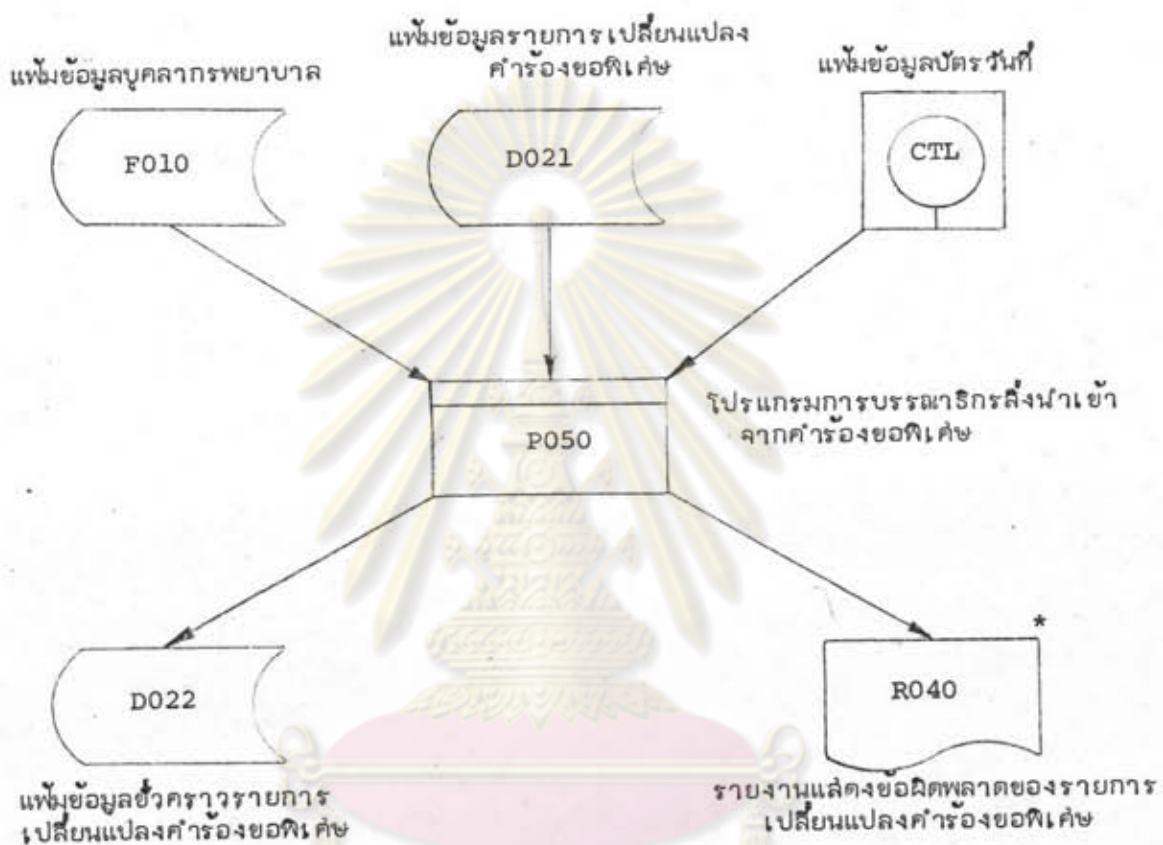 แฟ้มข้อมูลบุคลากรพยาบาล
แฟ้มข้อมูลรายการเปลี่ยนแปลง
คำร้องขอพิเศษ
แฟ้มข้อมูลบัตรวันที่
F010
D021
CTL
P050
โปรแกรมการบรรณาธิกรสิ่งนำเข้า
จากคำร้องขอพิเศษ
D022
*
R040
แฟ้มข้อมูลชั่วคราวรายการ
เปลี่ยนแปลงคำร้องขอพิเศษ
รายงานแสดงข้อผิดพลาดของรายการ
เปลี่ยนแปลงคำร้องขอพิเศษ